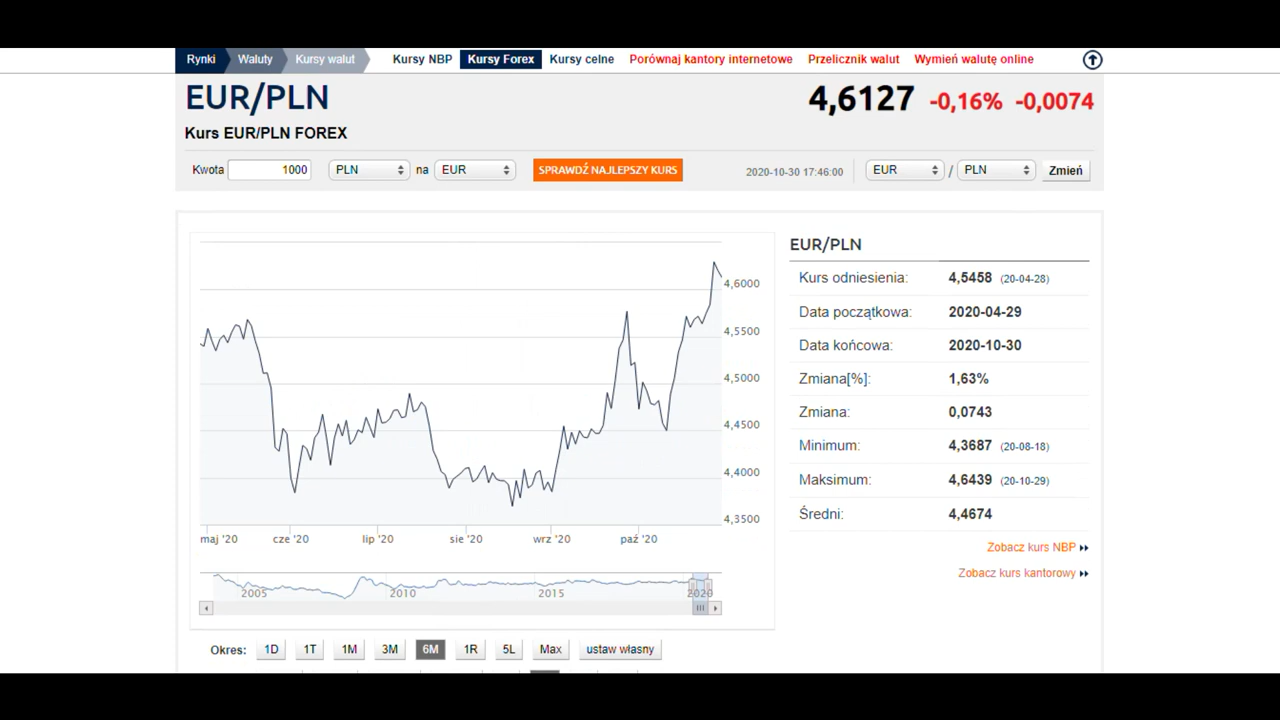 Rynki Waluty Kursy walut Kursy NBP Kursy Forex Kursy celne Porównaj kantory internetowe Przelicznik walut Wymień walutę online
EUR/PLN 4,6127 -0,16% -0,0074
Kurs EUR/PLN FOREX
Kwota 1000 PLN na EUR SPRAWDŹ NAJLEPSZY KURS 2020-10-30 17:46:00 EUR / PLN Zmień
EUR/PLN
Kurs odniesienia: 4,5458 (20-04-28)
Data początkowa: 2020-04-29
Data końcowa: 2020-10-30
Zmiana[%]: 1,63%
Zmiana: 0,0743
Minimum: 4,3687 (20-08-18)
Maksimum: 4,6439 (20-10-29)
Średni: 4,4674
Zobacz kurs NBP
Zobacz kurs kantorowy
4,6000
4,5500
4,5000
4,4500
4,4000
4,3500
maj '20 cze '20 lip '20 sie '20 wrz '20 paź '20
2005 2010 2015 2020
Okres: 1D 1T 1M 3M 6M 1R 5L Max ustaw własny